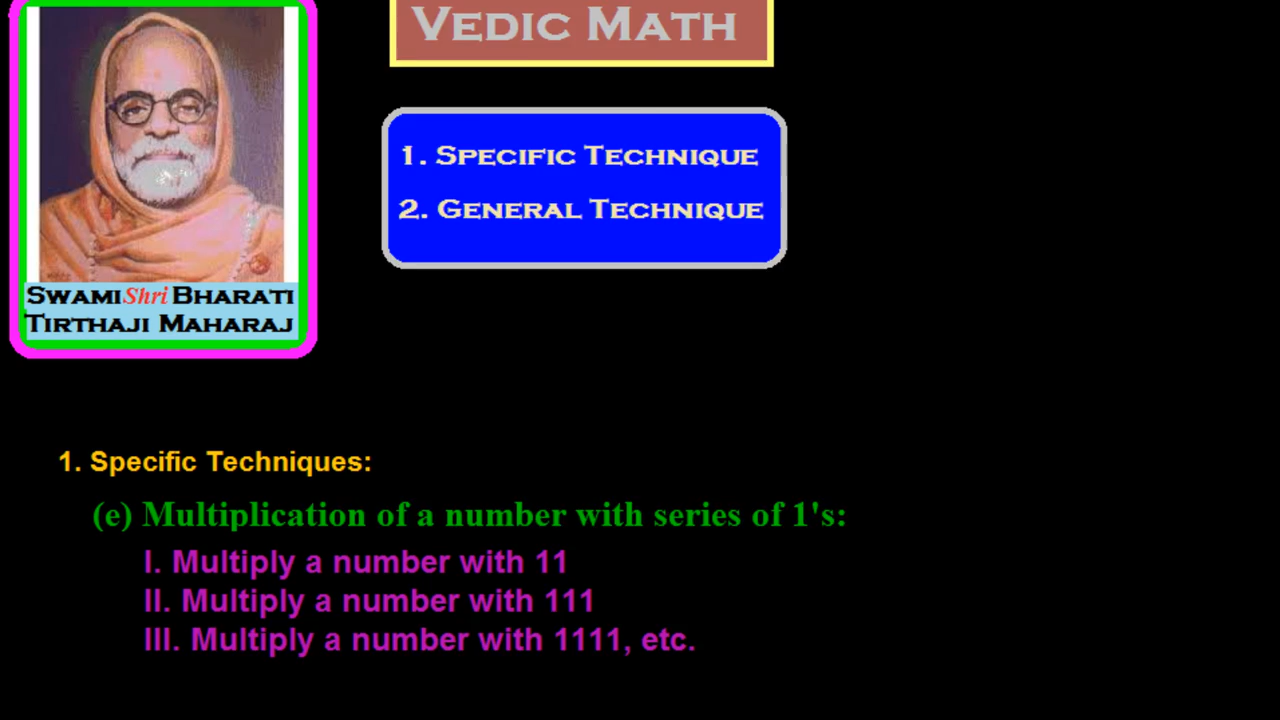 VEDIC MATH
1. SPECIFIC TECHNIQUE
2. GENERAL TECHNIQUE
SWAMI Shri BHARATI
TIRTHAJI MAHARAJ
1. Specific Techniques:
(e) Multiplication of a number with series of 1's:
I. Multiply a number with 11
II. Multiply a number with 111
III. Multiply a number with 1111, etc.